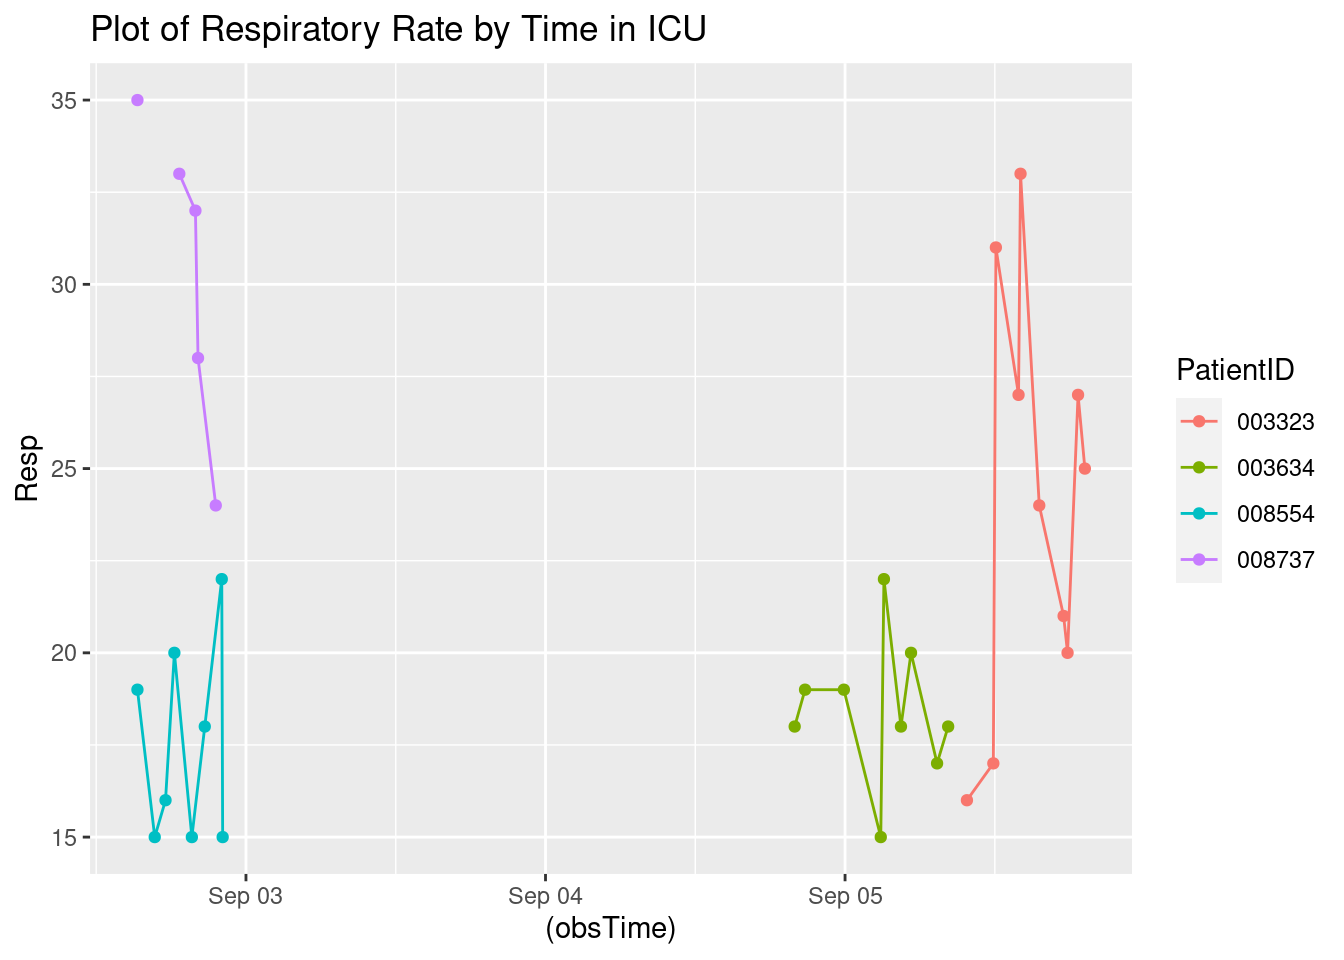 Plot of Respiratory Rate by Time in ICU
35
30
25
20
15
Resp
Sep 03
Sep 04
Sep 05
(obsTime)
PatientID
003323
003634
008554
008737